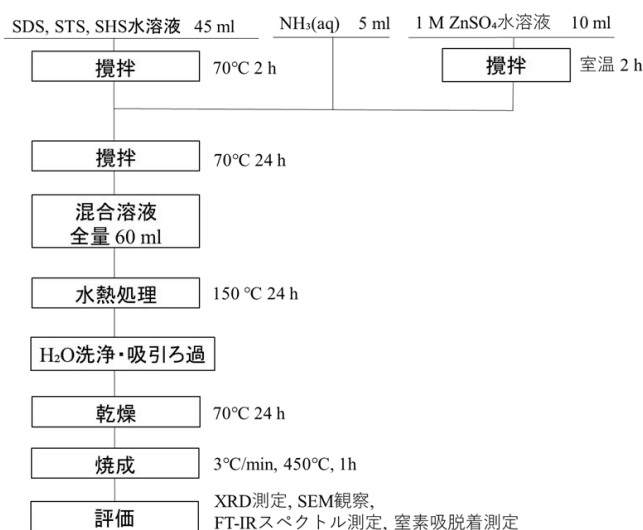 SDS, STS, SHS水溶液 45 ml
NH₃(aq) 5 ml
1 M ZnSO₄水溶液 10 ml
攪拌
70℃ 2 h
攪拌
室温 2 h
攪拌
70℃ 24 h
混合溶液
全量 60 ml
水熱処理
150 ℃ 24 h
H₂O洗浄・吸引ろ過
乾燥
70℃ 24 h
焼成
3℃/min, 450℃, 1h
評価
XRD測定, SEM観察,
FT-IRスペクトル測定, 窒素吸脱着測定